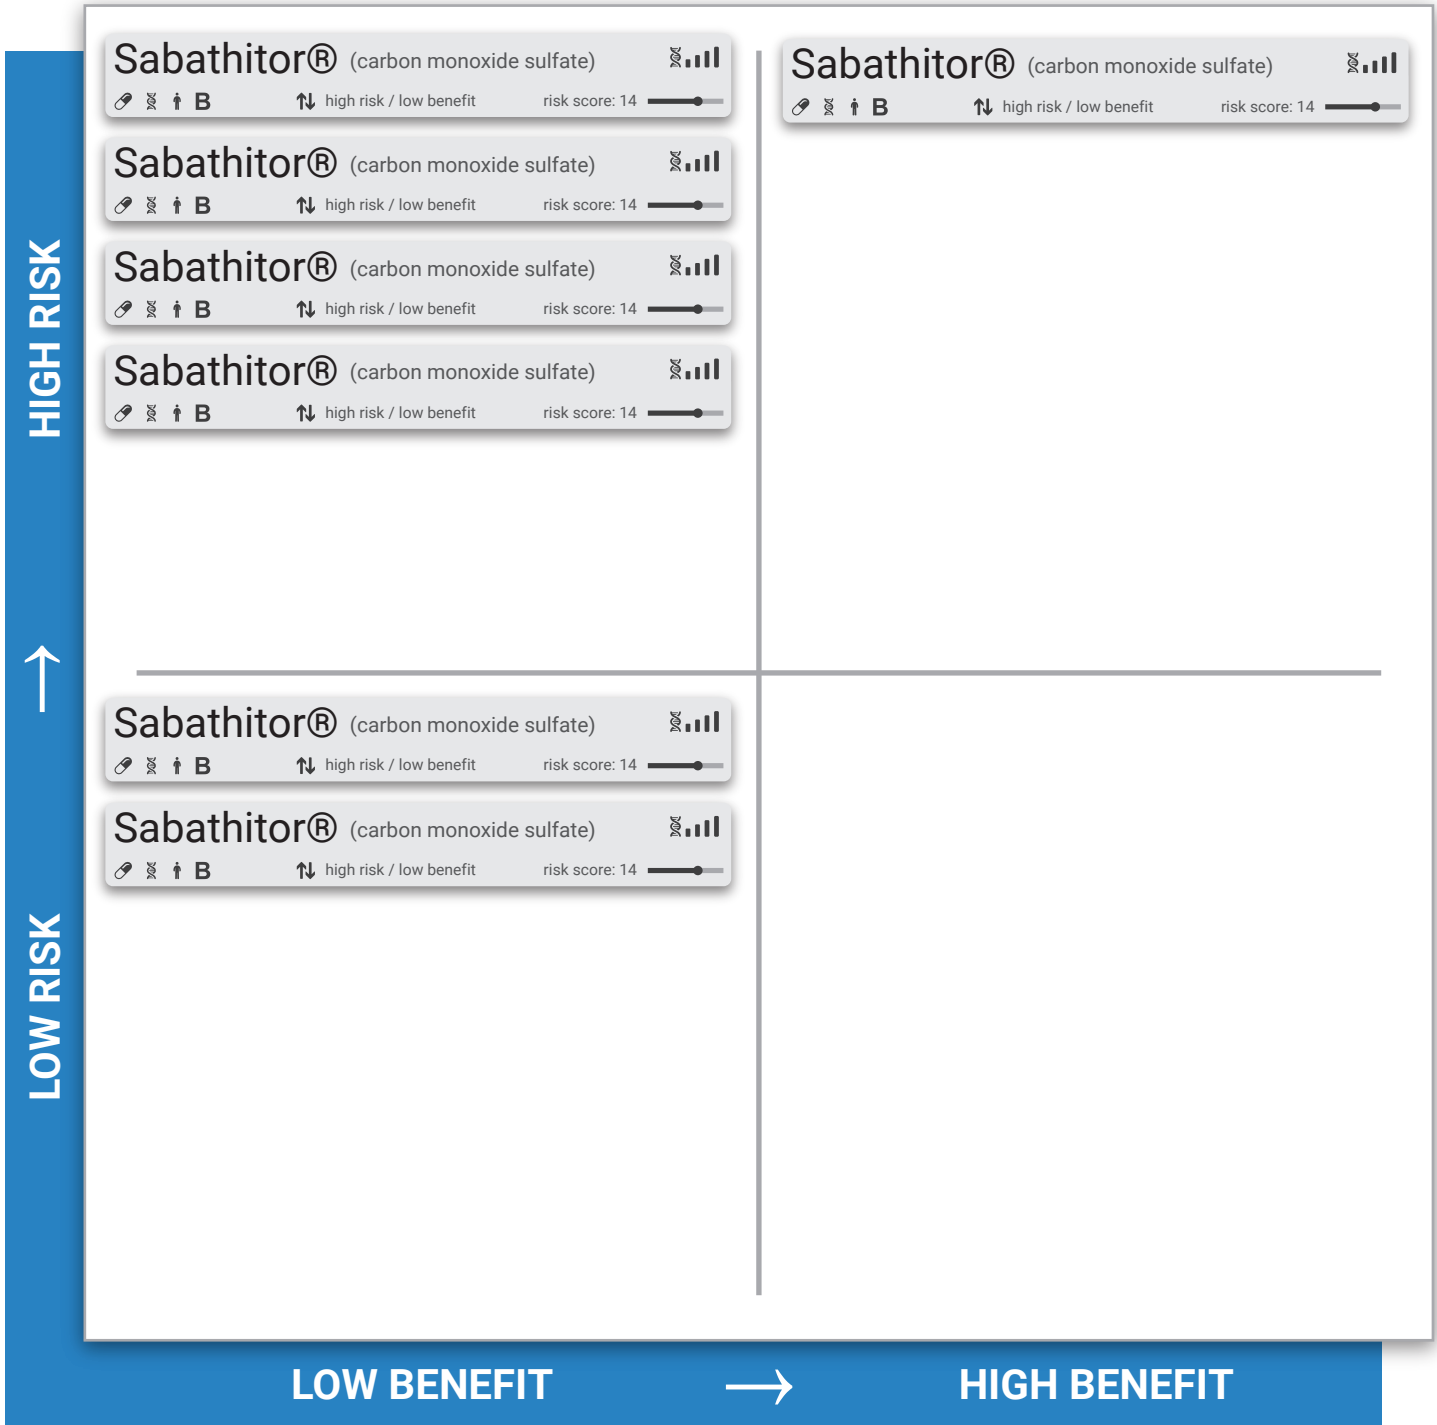 Sabathitor® (carbon monoxide sulfate)
B high risk / low benefit risk score: 14
Sabathitor® (carbon monoxide sulfate)
B high risk / low benefit risk score: 14
Sabathitor® (carbon monoxide sulfate)
B high risk / low benefit risk score: 14
Sabathitor® (carbon monoxide sulfate)
B high risk / low benefit risk score: 14
Sabathitor® (carbon monoxide sulfate)
B high risk / low benefit risk score: 14
Sabathitor® (carbon monoxide sulfate)
B high risk / low benefit risk score: 14
Sabathitor® (carbon monoxide sulfate)
B high risk / low benefit risk score: 14
HIGH RISK
LOW RISK
LOW BENEFIT
HIGH BENEFIT